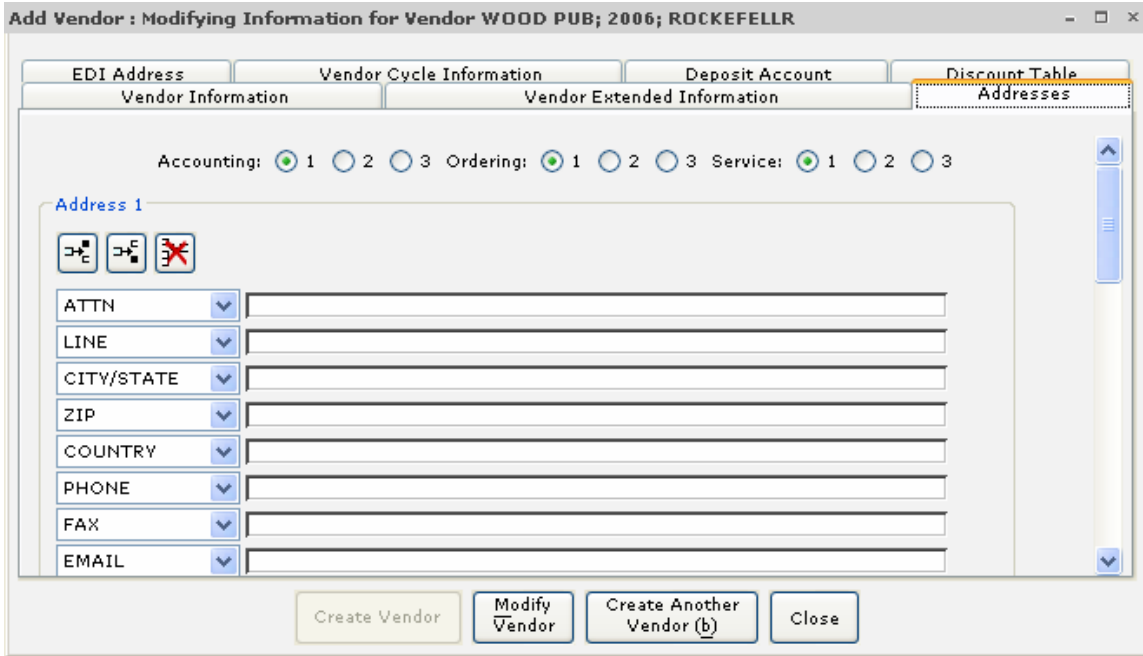 Add Vendor : Modifying Information for Vendor WOOD PUB; 2006; ROCKEFELLR
EDI Address Vendor Cycle Information Deposit Account Discount Table
Vendor Information Vendor Extended Information Addresses
Accounting: 1 2 3 Ordering: 1 2 3 Service: 1 2 3
Address 1
ATTN
LINE
CITY/STATE
ZIP
COUNTRY
PHONE
FAX
EMAIL
Create Vendor
Modify
Vendor
Create Another
Vendor (b)
Close